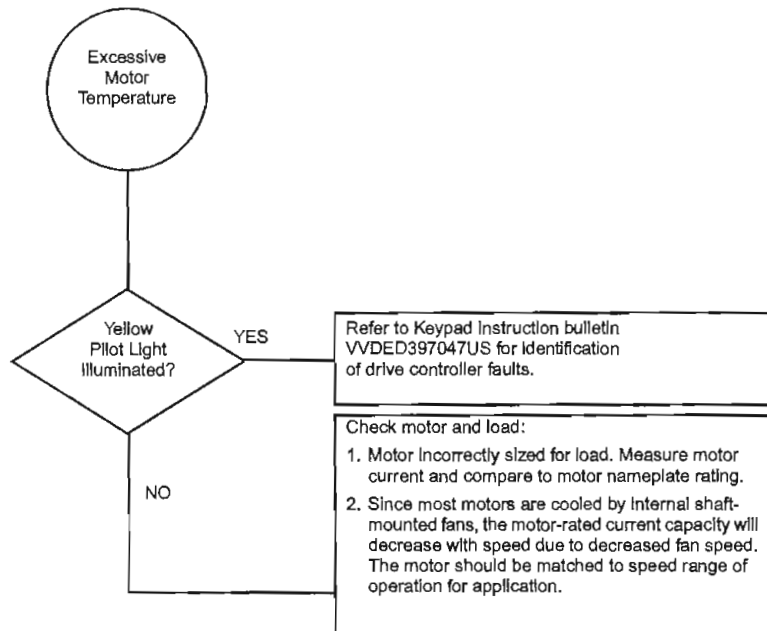 Excessive
Motor
Temperature
Yellow
Pilot Light
Illuminated?
YES
Refer to Keypad Instruction bulletin
VVDED397047US for identification
of drive controller faults.
NO
Check motor and load:
1. Motor incorrectly sized for load. Measure motor
current and compare to motor nameplate rating.
2. Since most motors are cooled by internal shaft-
mounted fans, the motor-rated current capacity will
decrease with speed due to decreased fan speed.
The motor should be matched to speed range of
operation for application.